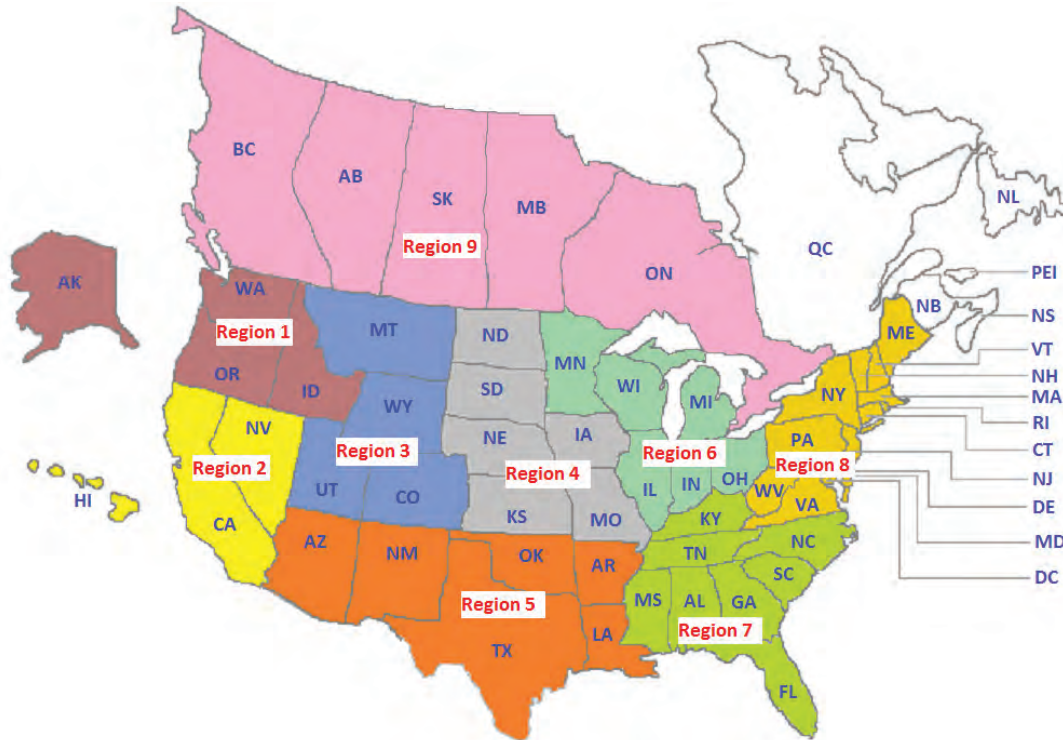 BC
AB
SK
MB
ON
QC
NL
PEI
NB
NS
Region 9
AK
WA
Region 1
OR
ID
MT
WY
Region 3
UT
CO
ND
SD
NE
IA
Region 4
KS
MO
MN
WI
MI
Region 6
IL
IN
OH
ME
VT
NH
MA
RI
CT
NJ
DE
MD
DC
NY
PA
Region 8
WV
VA
NV
Region 2
CA
HI
AZ
NM
OK
AR
Region 5
TX
LA
KY
TN
NC
SC
MS
AL
GA
Region 7
FL